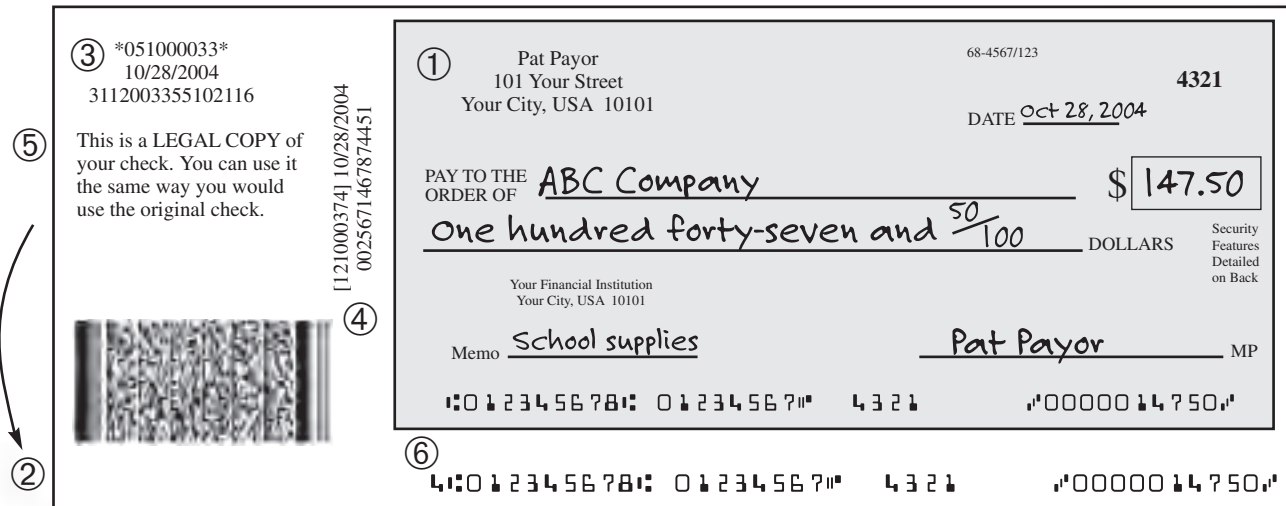 ③ *051000033*
10/28/2004
3112003355102116
⑤ This is a LEGAL COPY of
your check. You can use it
the same way you would
use the original check.
②
[121000374] 10/28/2004
0025671467874451
④
① Pat Payor
101 Your Street
Your City, USA 10101
68-4567/123
4321
DATE Oct 28, 2004
PAY TO THE
ORDER OF ABC Company $ 147.50
One hundred forty-seven and 50/100 DOLLARS
Security
Features
Detailed
on Back
Your Financial Institution
Your City, USA 10101
Memo School supplies Pat Payor MP
⑆012345678⑆ 01234567⑈ 4321 ⑇0000014750⑇
⑥
4⑆012345678⑆ 01234567⑈ 4321 ⑇0000014750⑇